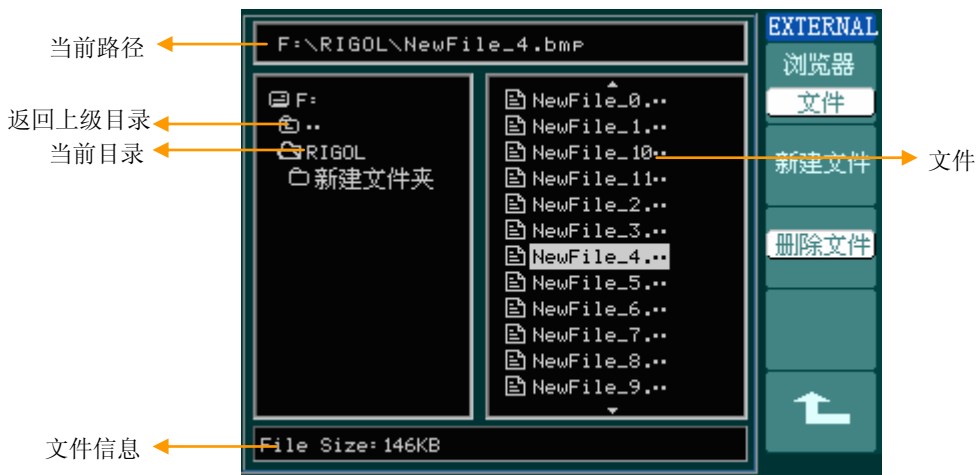 当前路径
返回上级目录
当前目录
文件信息
F:\RIGOL\NewFile_4.bmp
F:
..
RIGOL
新建文件夹
NewFile_0...
NewFile_1...
NewFile_10..
NewFile_11..
NewFile_2...
NewFile_3...
NewFile_4...
NewFile_5...
NewFile_6...
NewFile_7...
NewFile_8...
NewFile_9...
File Size:146KB
EXTERNAL
浏览器
文件
新建文件
删除文件
文件